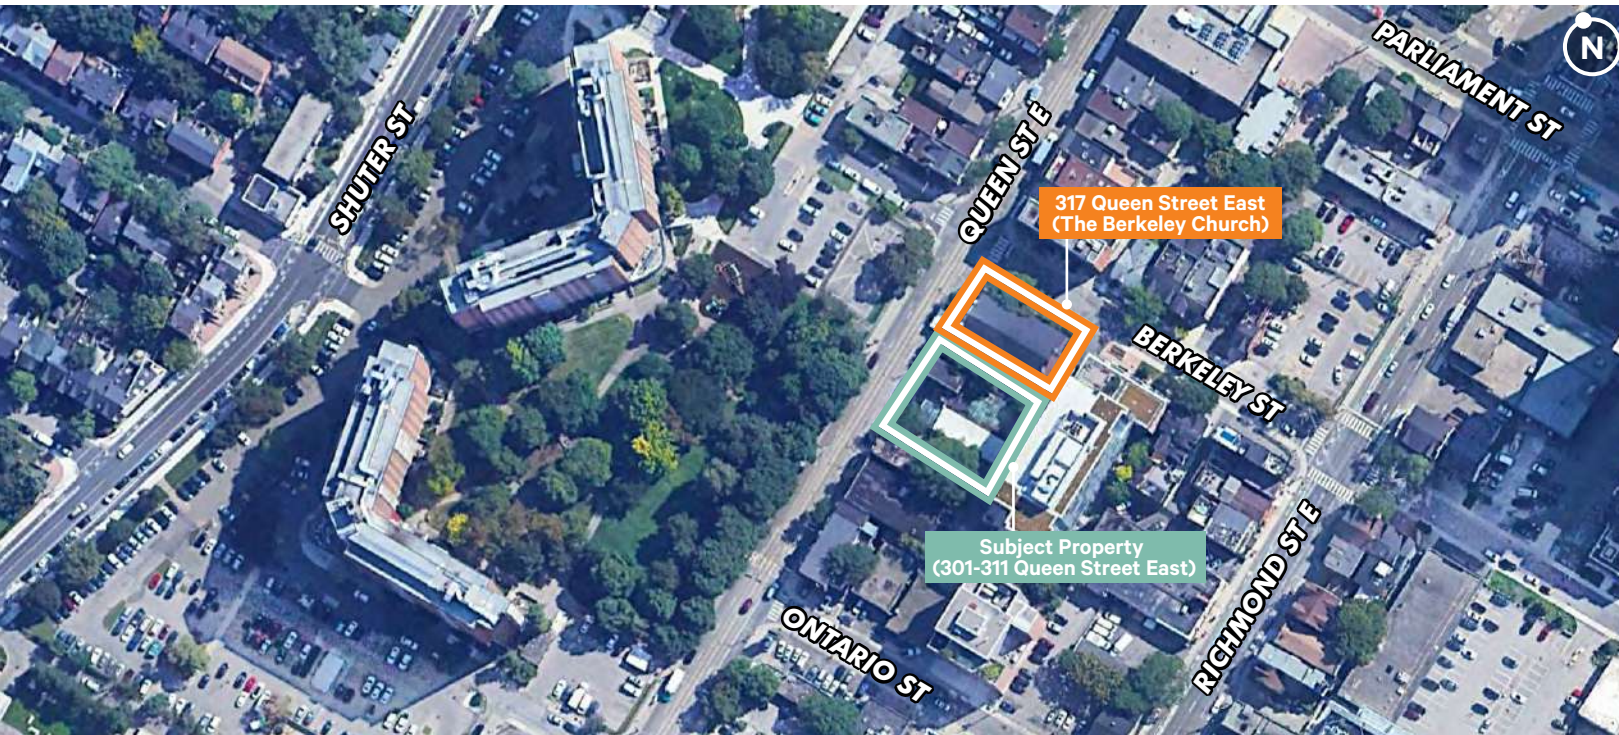 PARLIAMENT ST
N
SHUTER ST
QUEEN ST E
317 Queen Street East
(The Berkeley Church)
BERKELEY ST
Subject Property
(301-311 Queen Street East)
RICHMOND ST E
ONTARIO ST